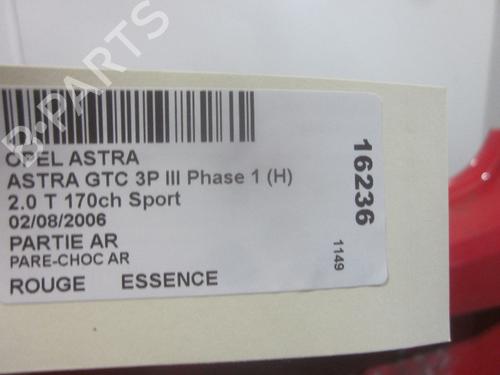 OPEL ASTRA
ASTRA GTC 3P III Phase 1 (H)
2.0 T 170ch Sport
02/08/2006
PARTIE AR
PARE-CHOC AR
ROUGE ESSENCE
16236
1149
B-PARTS